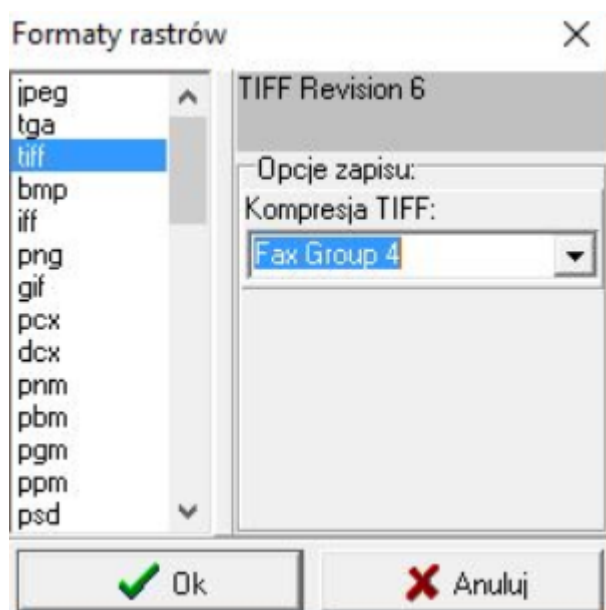 Formaty rastrów
jpeg
tga
tiff
bmp
iff
png
gif
pcx
dcx
pnm
pbm
pgm
ppm
psd
TIFF Revision 6
Opcje zapisu:
Kompresja TIFF:
Fax Group 4
Ok
Anuluj